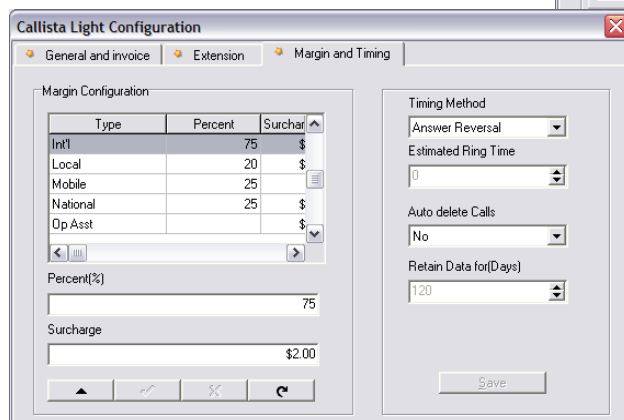 Callista Light Configuration
General and invoice Extension Margin and Timing
Margin Configuration
Type Percent Surchar
Int'l 75 $
Local 20 $
Mobile 25
National 25 $
Op Asst $
Percent(%)
75
Surcharge
$2.00
Timing Method
Answer Reversal
Estimated Ring Time
0
Auto delete Calls
No
Retain Data for(Days)
120
Save